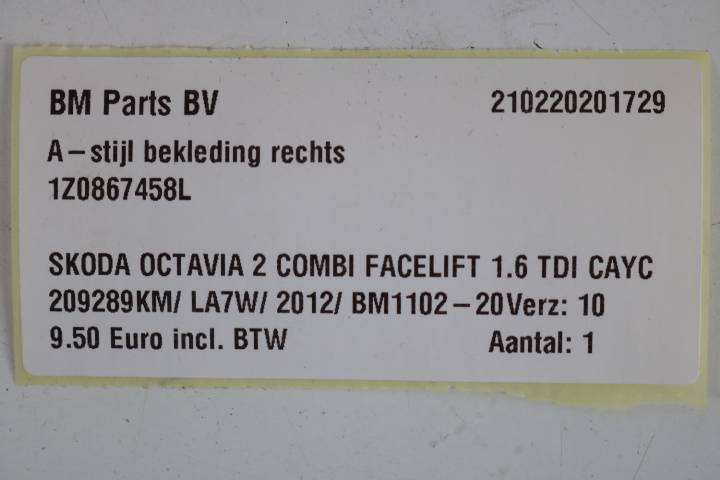 BM Parts BV 210220201729
A-stijl bekleding rechts
1Z0867458L
SKODA OCTAVIA 2 COMBI FACELIFT 1.6 TDI CAYC
209289KM/ LA7W/ 2012/ BM1102-20Verz: 10
9.50 Euro incl. BTW Aantal: 1